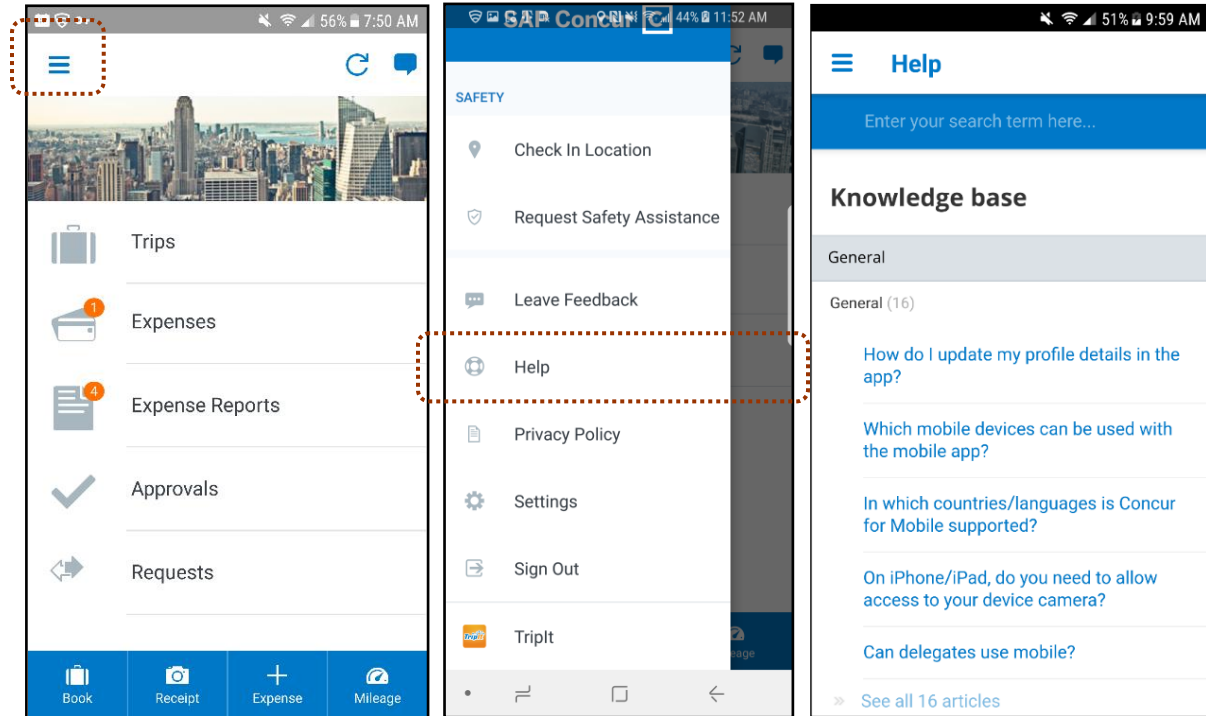 56% 7:50 AM
Trips
1
Expenses
4
Expense Reports
Approvals
Requests
Book
Receipt
Expense
Mileage
SAP Concur C
44% 11:52 AM
SAFETY
Check In Location
Request Safety Assistance
Leave Feedback
Help
Privacy Policy
Settings
Sign Out
TripIt
eage
51% 9:59 AM
Help
Enter your search term here...
Knowledge base
General
General (16)
How do I update my profile details in the
app?
Which mobile devices can be used with
the mobile app?
In which countries/languages is Concur
for Mobile supported?
On iPhone/iPad, do you need to allow
access to your device camera?
Can delegates use mobile?
» See all 16 articles